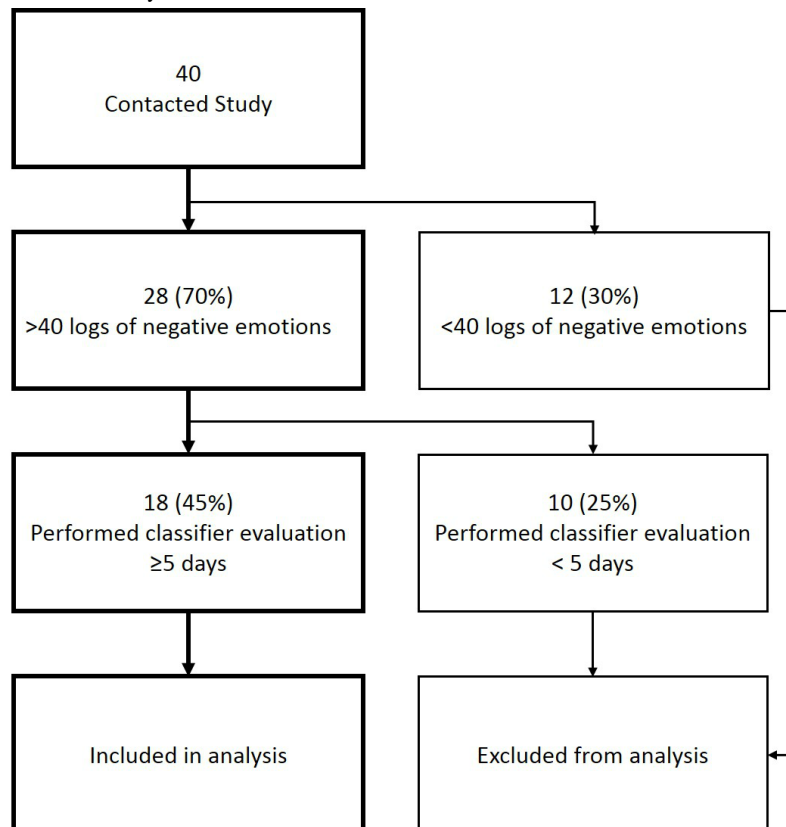 40
Contacted Study
28 (70%)
>40 logs of negative emotions
12 (30%)
<40 logs of negative emotions
18 (45%)
Performed classifier evaluation
≥5 days
10 (25%)
Performed classifier evaluation
< 5 days
Included in analysis
Excluded from analysis